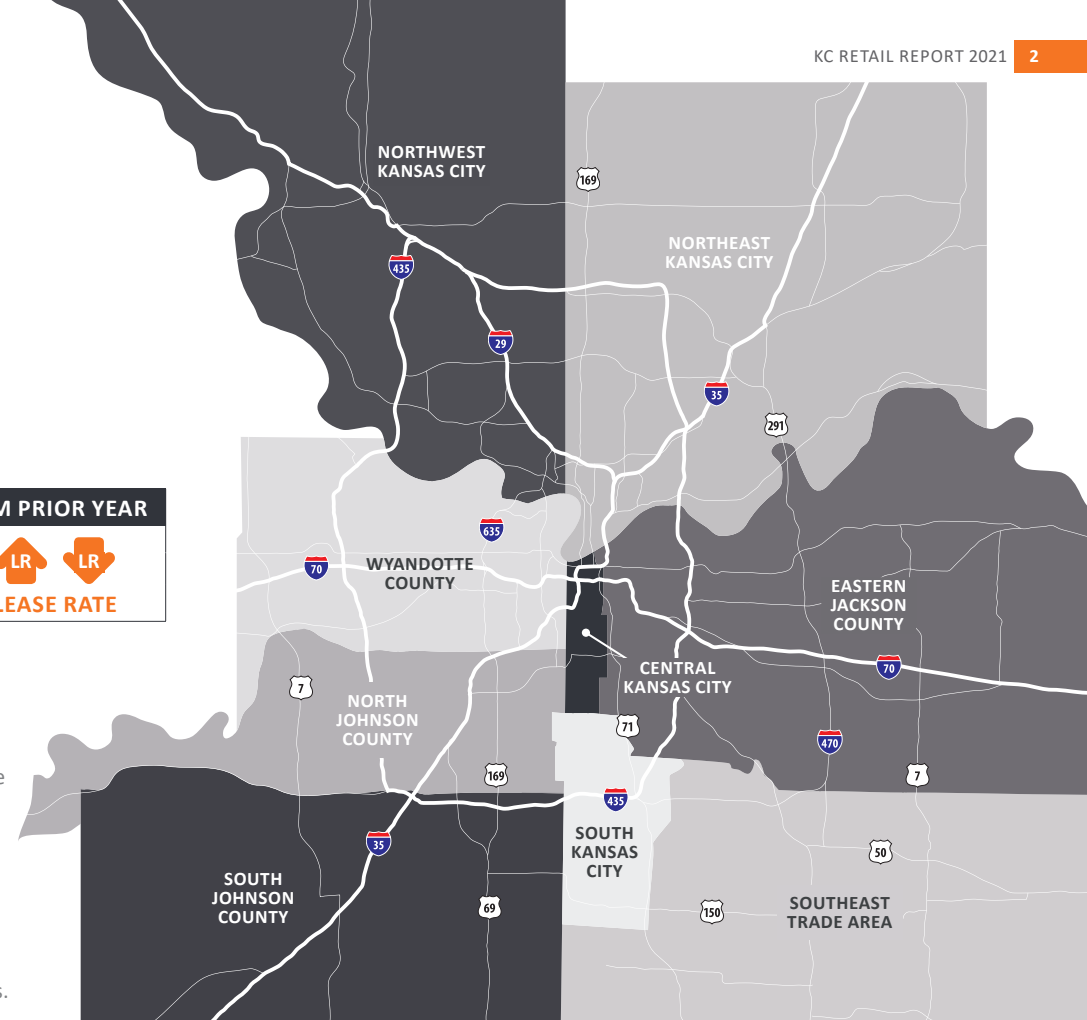 KC RETAIL REPORT 2021 2
NORTHWEST
KANSAS CITY
169
NORTHEAST
KANSAS CITY
435
29
35
291
M PRIOR YEAR
LR LR
LEASE RATE
635
70
WYANDOTTE
COUNTY
EASTERN
JACKSON
COUNTY
70
CENTRAL
KANSAS CITY
7
NORTH
JOHNSON
COUNTY
71
470
169
7
e
435
35
SOUTH
KANSAS
CITY
50
SOUTH
JOHNSON
COUNTY
69
150
SOUTHEAST
TRADE AREA
s.